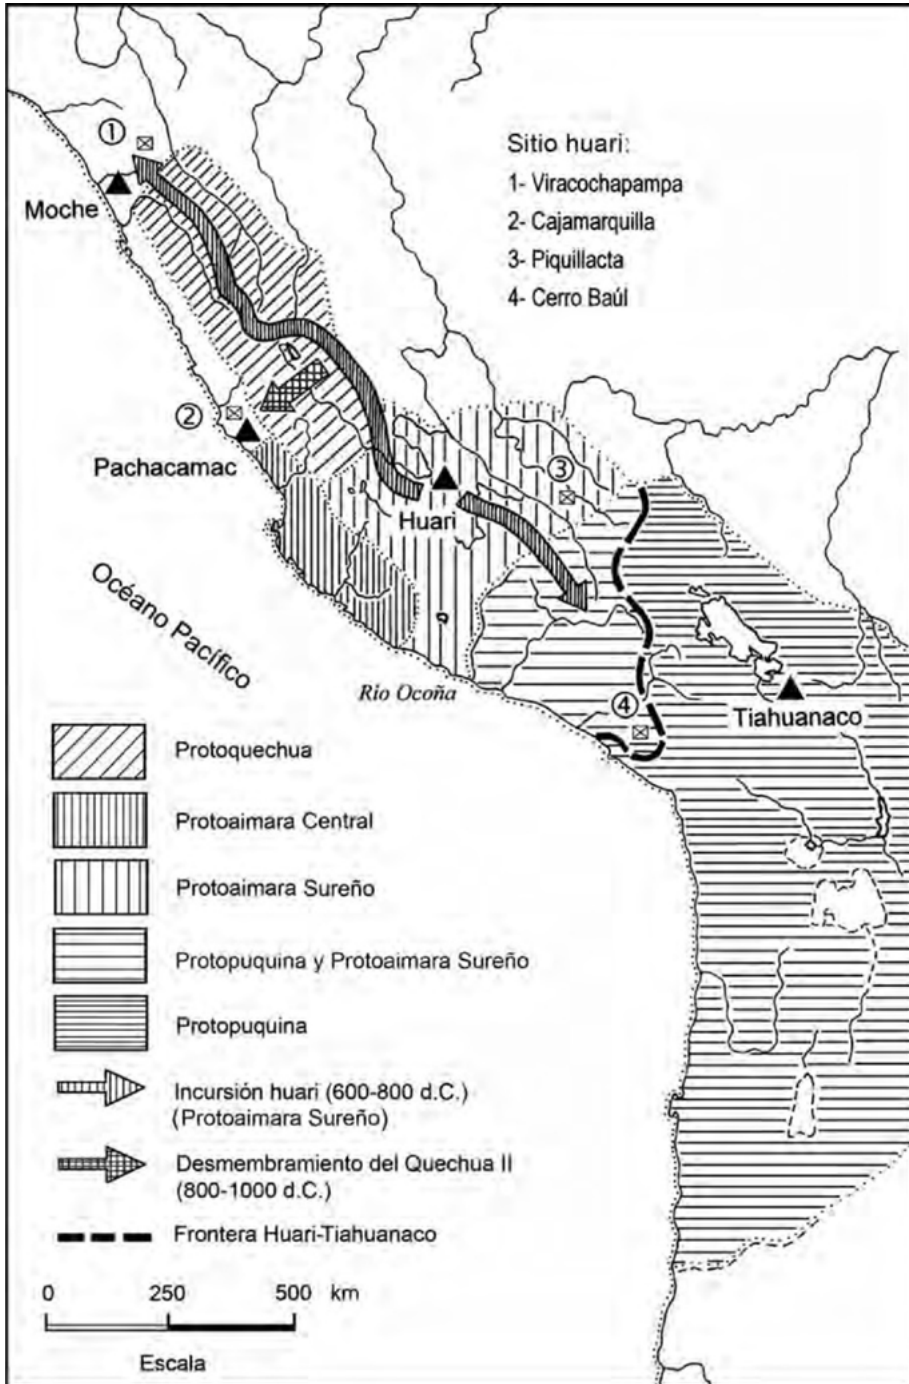 Sitio huari:
1- Viracochapampa
2- Cajamarquilla
3- Piquillacta
4- Cerro Baúl
①
Moche
②
Pachacamac
③
Huari
Océano Pacífico
Río Ocoña
④
Tiahuanaco
Protoquechua
Protoaimara Central
Protoaimara Sureño
Protopuquina y Protoaimara Sureño
Protopuquina
Incursión huari (600-800 d.C.)
(Protoaimara Sureño)
Desmembramiento del Quechua II
(800-1000 d.C.)
Frontera Huari-Tiahuanaco
0 250 500 km
Escala